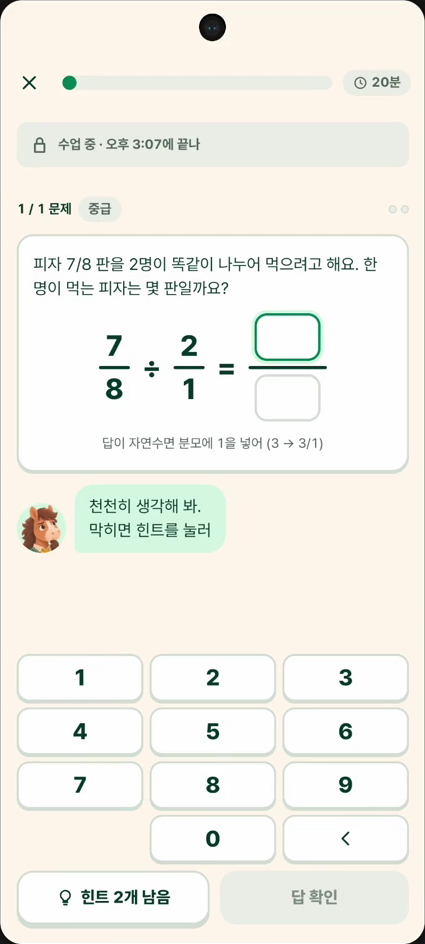 20분
수업 중 · 오후 3:07에 끝나
1 / 1 문제 중급
피자 7/8 판을 2명이 똑같이 나누어 먹으려고 해요. 한
명이 먹는 피자는 몇 판일까요?
7/8 ÷ 2/1 =
답이 자연수면 분모에 1을 넣어 (3 → 3/1)
천천히 생각해 봐.
막히면 힌트를 눌러
1 2 3
4 5 6
7 8 9
0
힌트 2개 남음 답 확인